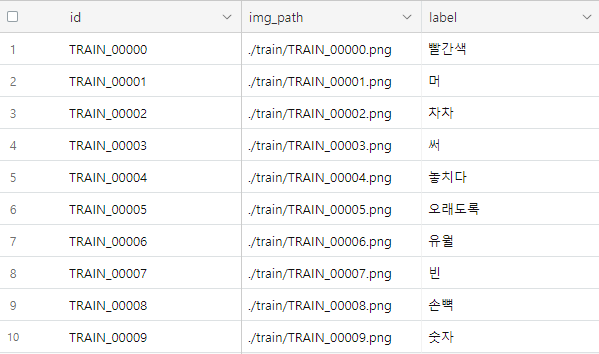 id img_path label
1 TRAIN_00000 ./train/TRAIN_00000.png 빨간색
2 TRAIN_00001 ./train/TRAIN_00001.png 머
3 TRAIN_00002 ./train/TRAIN_00002.png 차차
4 TRAIN_00003 ./train/TRAIN_00003.png 써
5 TRAIN_00004 ./train/TRAIN_00004.png 놓치다
6 TRAIN_00005 ./train/TRAIN_00005.png 오래도록
7 TRAIN_00006 ./train/TRAIN_00006.png 유월
8 TRAIN_00007 ./train/TRAIN_00007.png 빈
9 TRAIN_00008 ./train/TRAIN_00008.png 손뼉
10 TRAIN_00009 ./train/TRAIN_00009.png 숫자